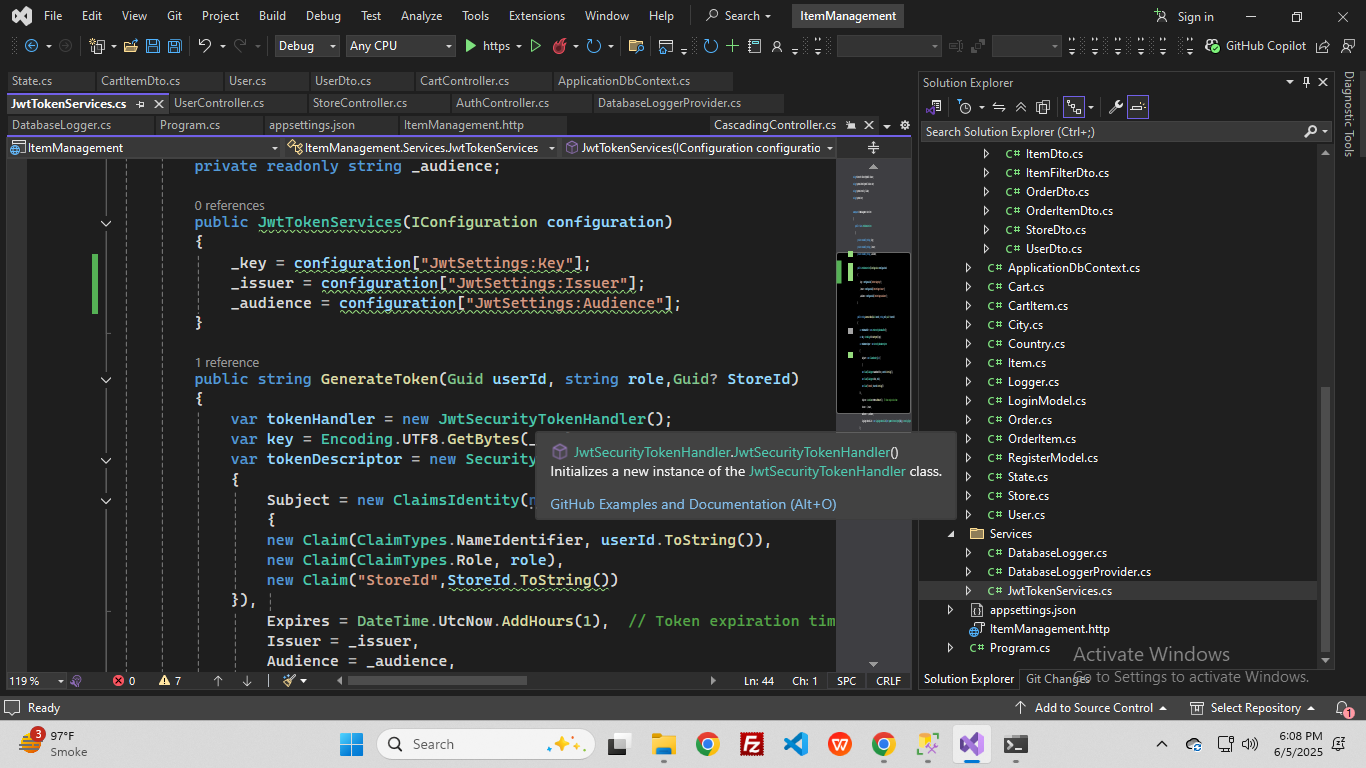 File Edit View Git Project Build Debug Test Analyze Tools Extensions Window Help Search ItemManagement Sign in
Debug Any CPU https GitHub Copilot
State.cs CartItemDto.cs User.cs UserDto.cs CartController.cs ApplicationDbContext.cs
JwtTokenServices.cs UserController.cs StoreController.cs AuthController.cs DatabaseLoggerProvider.cs
DatabaseLogger.cs Program.cs appsettings.json ItemManagement.http CascadingController.cs
ItemManagement ItemManagement.Services.JwtTokenServices JwtTokenServices(IConfiguration configuratio
private readonly string _audience;
0 references
public JwtTokenServices(IConfiguration configuration)
{
_key = configuration["JwtSettings:Key"];
_issuer = configuration["JwtSettings:Issuer"];
_audience = configuration["JwtSettings:Audience"];
}
1 reference
public string GenerateToken(Guid userId, string role,Guid? StoreId)
{
var tokenHandler = new JwtSecurityTokenHandler();
var key = Encoding.UTF8.GetBytes(_
var tokenDescriptor = new Security
{
Subject = new ClaimsIdentity(
{
new Claim(ClaimTypes.NameIdentifier, userId.ToString()),
new Claim(ClaimTypes.Role, role),
new Claim("StoreId",StoreId.ToString())
}),
Expires = DateTime.UtcNow.AddHours(1), // Token expiration tim
Issuer = _issuer,
Audience = _audience,
JwtSecurityTokenHandler.JwtSecurityTokenHandler()
Initializes a new instance of the JwtSecurityTokenHandler class.
GitHub Examples and Documentation (Alt+O)
119 % 0 7 Ln: 44 Ch: 1 SPC CRLF
Solution Explorer
Search Solution Explorer (Ctrl+;)
C# ItemDto.cs
C# ItemFilterDto.cs
C# OrderDto.cs
C# OrderItemDto.cs
C# StoreDto.cs
C# UserDto.cs
C# ApplicationDbContext.cs
C# Cart.cs
C# CartItem.cs
C# City.cs
C# Country.cs
C# Item.cs
C# Logger.cs
C# LoginModel.cs
C# Order.cs
C# OrderItem.cs
C# RegisterModel.cs
C# State.cs
C# Store.cs
C# User.cs
Services
C# DatabaseLogger.cs
C# DatabaseLoggerProvider.cs
C# JwtTokenServices.cs
appsettings.json
ItemManagement.http
C# Program.cs
Solution Explorer Git Changes
Diagnostic Tools
Activate Windows
Go to Settings to activate Windows.
Ready Add to Source Control Select Repository 1
3 97°F
Smoke
Search
6:08 PM
6/5/2025